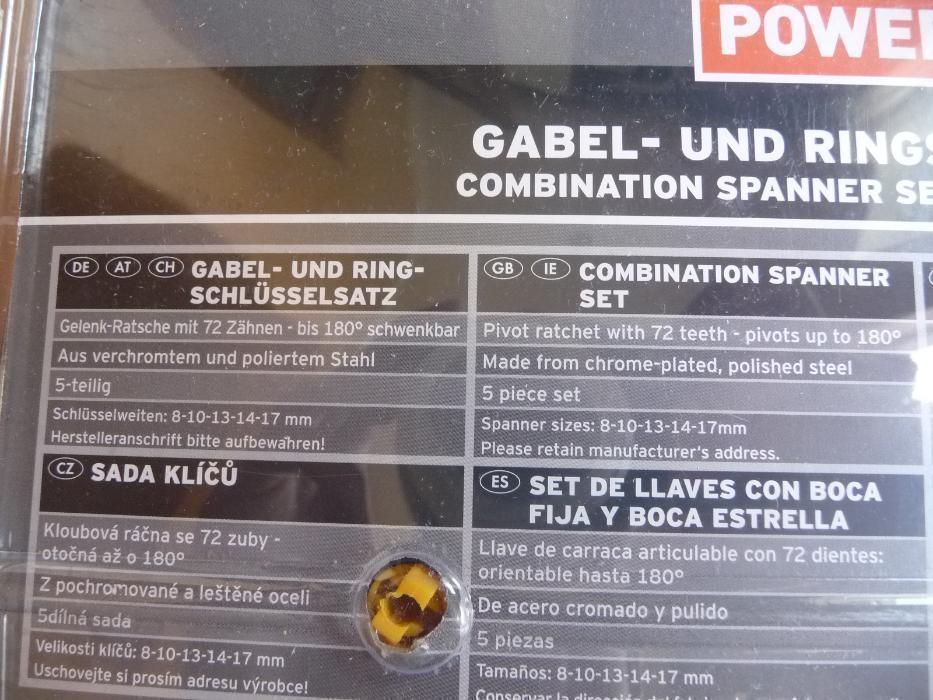 GABEL- UND
COMBINATION SPANNER
DE AT CH GABEL- UND RING-
SCHLÜSSELSATZ
Gelenk-Ratsche mit 72 Zähnen - bis 180° schwenkbar
Aus verchromtem und poliertem Stahl
5-teilig
Schlüsselweiten: 8-10-13-14-17 mm
Herstelleranschrift bitte aufbewahren!
GB IE COMBINATION SPANNER
SET
Pivot ratchet with 72 teeth - pivots up to 180°
Made from chrome-plated, polished steel
5 piece set
Spanner sizes: 8-10-13-14-17mm
Please retain manufacturer's address.
CZ SADA KLÍČŮ
Kloubová ráčna se 72 zuby -
otočná až o 180°
Z pochromované a leštěné oceli
5dílná sada
Velikosti klíčů: 8-10-13-14-17 mm
Uschovejte si prosím adresu výrobce!
ES SET DE LLAVES CON BOCA
FIJA Y BOCA ESTRELLA
Llave de carraca articulable con 72 dientes:
orientable hasta 180°
De acero cromado y pulido
5 piezas
Tamaños: 8-10-13-14-17 mm